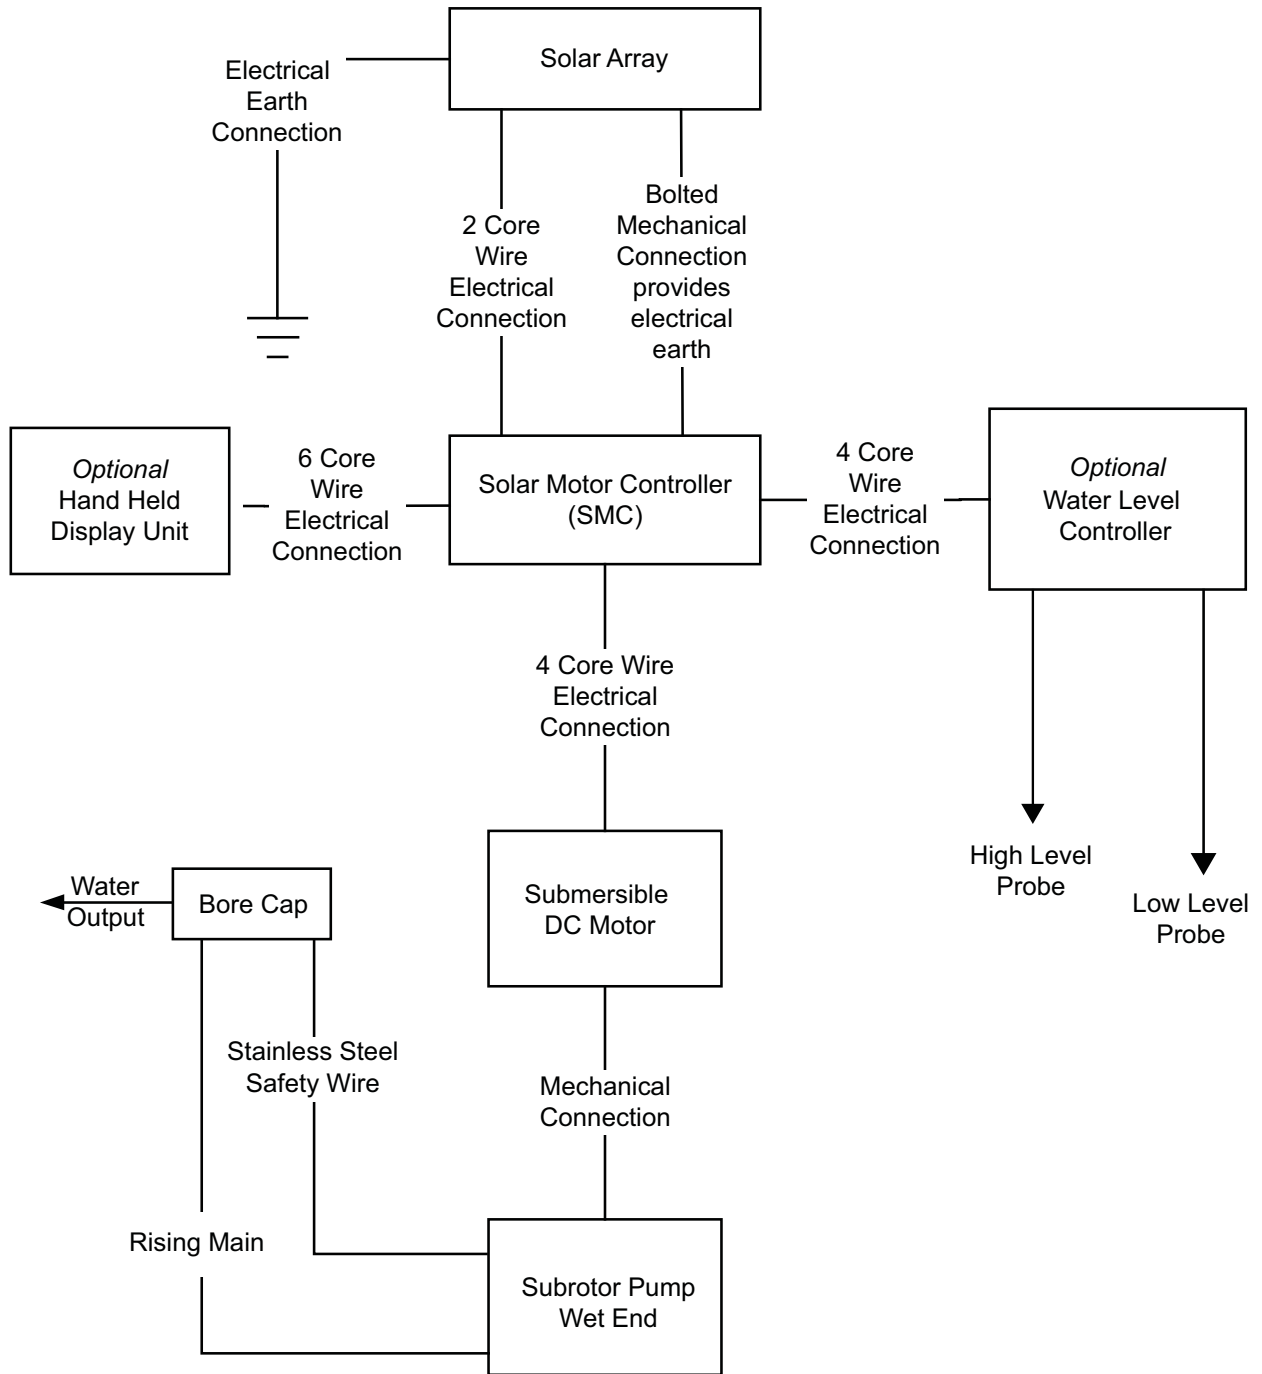 Solar Array
Electrical
Earth
Connection
2 Core
Wire
Electrical
Connection
Bolted
Mechanical
Connection
provides
electrical
earth
Optional
Hand Held
Display Unit
6 Core
Wire
Electrical
Connection
Solar Motor Controller
(SMC)
4 Core
Wire
Electrical
Connection
Optional
Water Level
Controller
4 Core Wire
Electrical
Connection
High Level
Probe
Low Level
Probe
Water
Output
Bore Cap
Submersible
DC Motor
Stainless Steel
Safety Wire
Mechanical
Connection
Rising Main
Subrotor Pump
Wet End